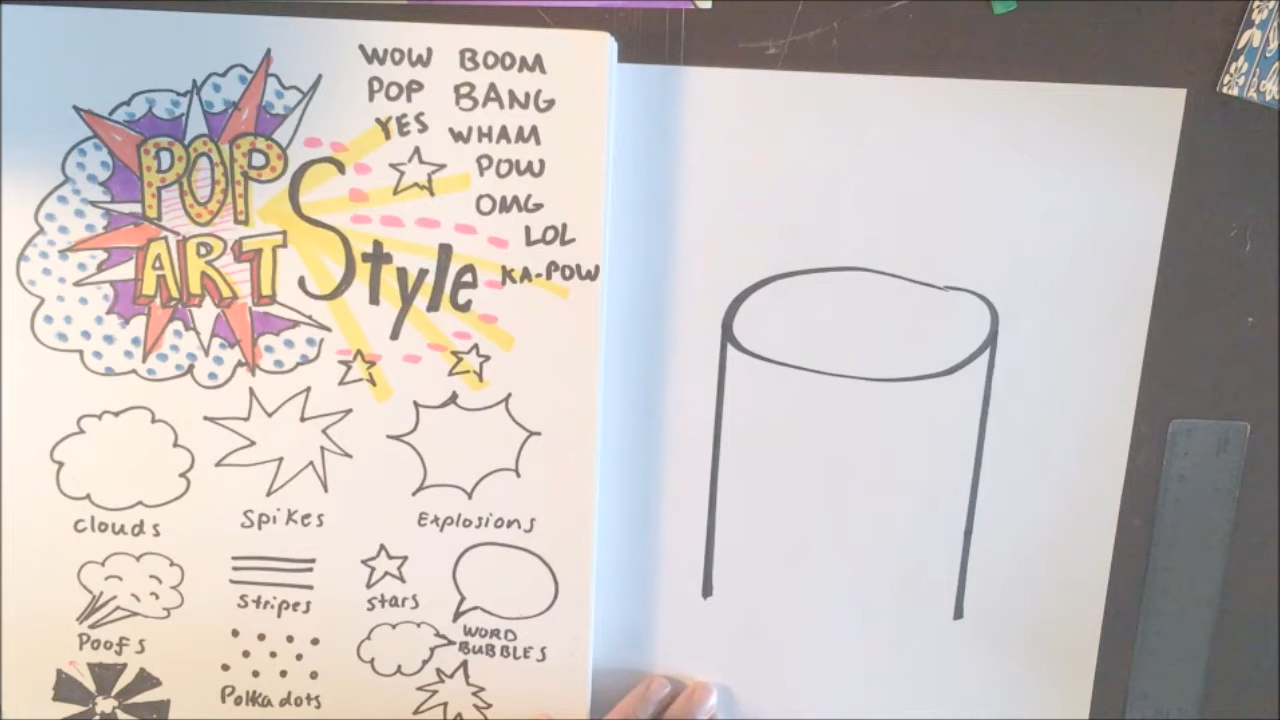 WOW BOOM
POP BANG
YES WHAM
POW
OMG
LOL
KA-POW
POP
ART Style
clouds
Spikes
Explosions
Poofs
Stripes
stars
WORD
BUBBLES
Polka dots